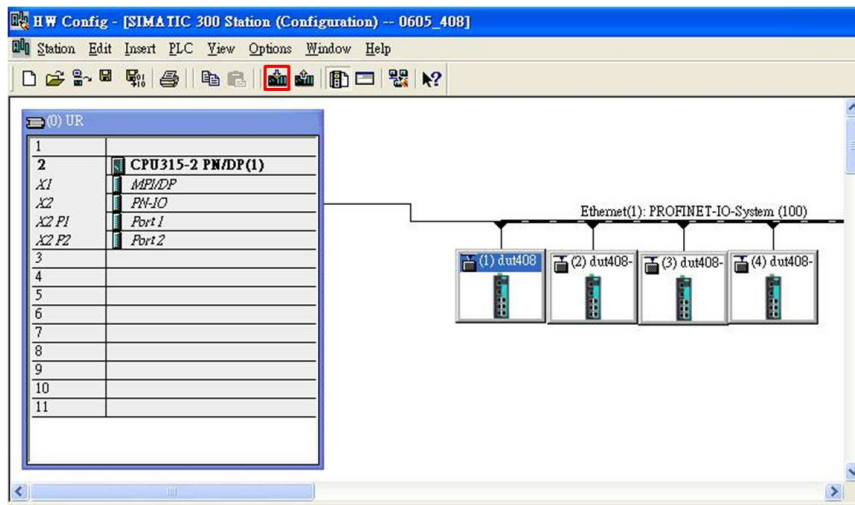 HW Config - [SIMATIC 300 Station (Configuration) -- 0605_408]
Station Edit Insert PLC View Options Window Help
(0) UR
1
2 CPU315-2 PN/DP(1)
X1 MPI/DP
X2 PN-IO
X2 P1 Port 1
X2 P2 Port 2
3
4
5
6
7
8
9
10
11
Ethernet(1): PROFINET-IO-System (100)
(1) dut408 (2) dut408- (3) dut408- (4) dut408-